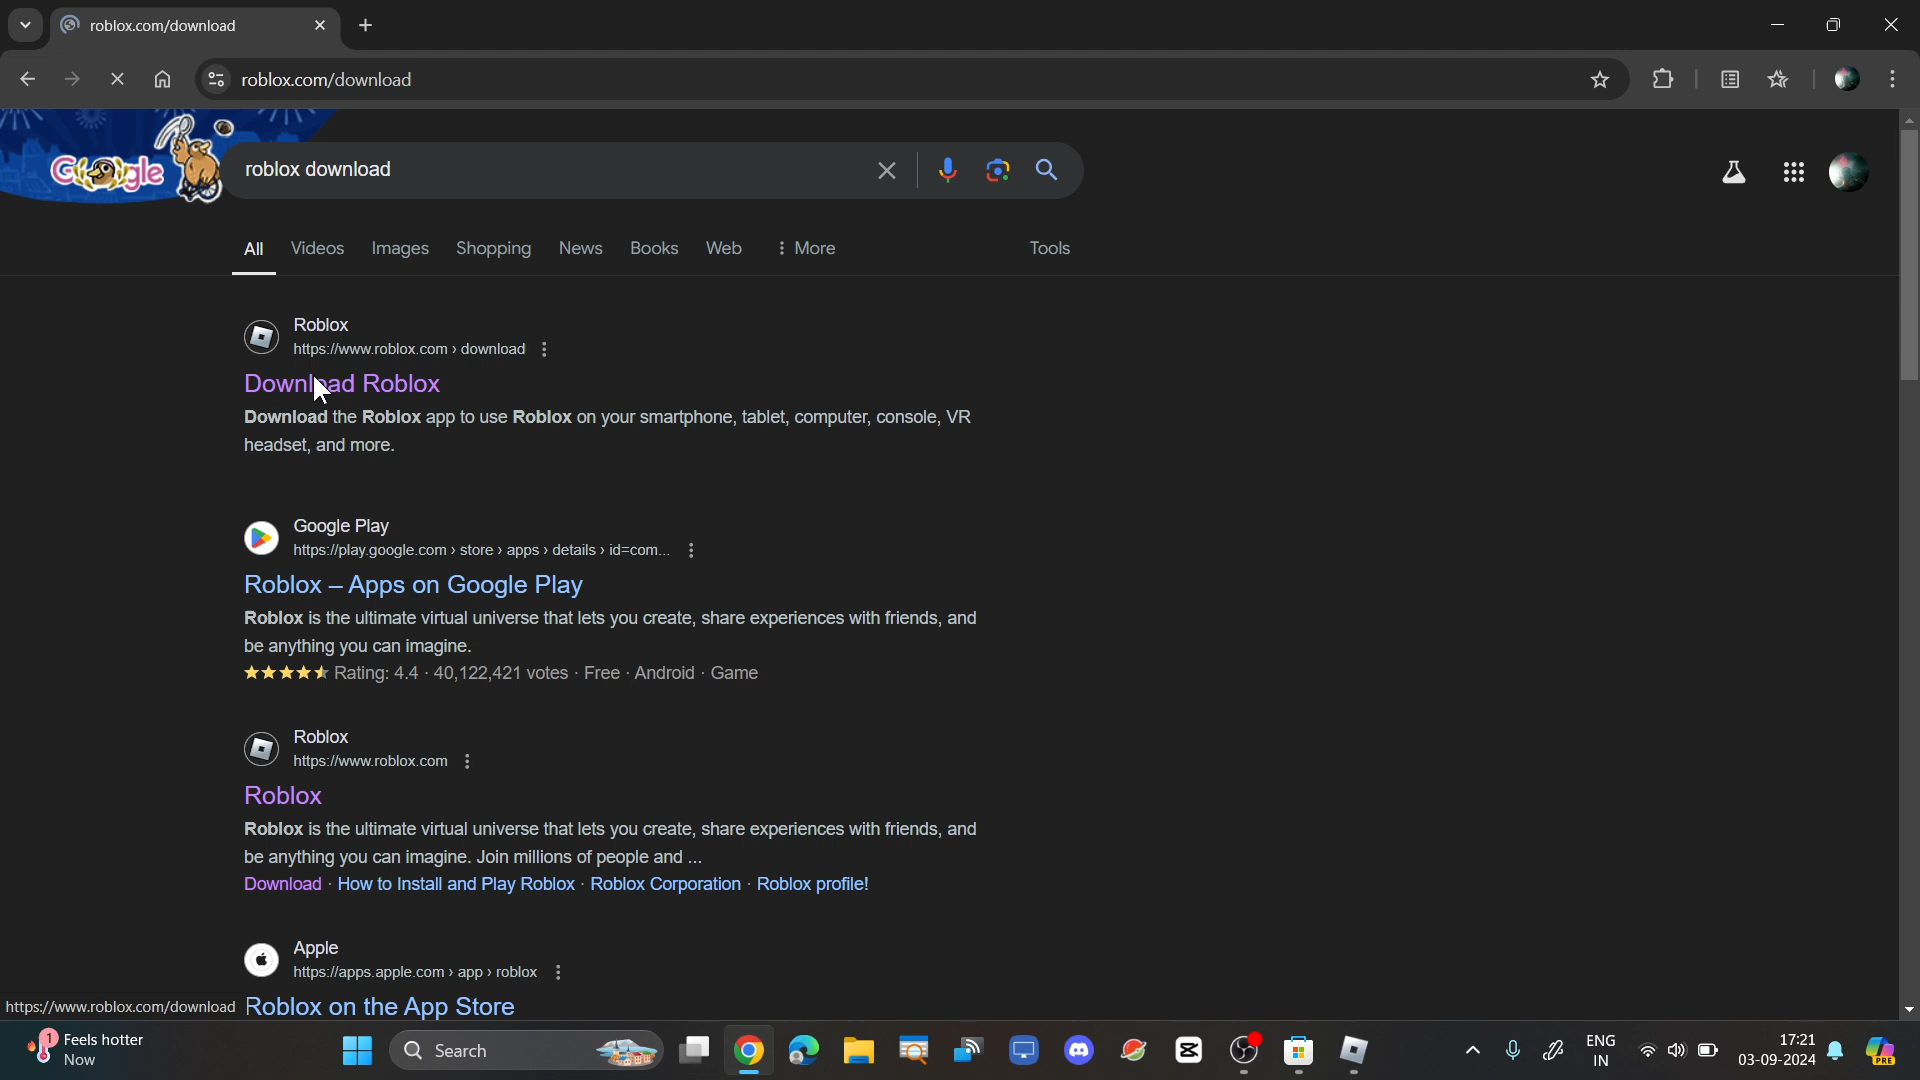 roblox.com/download
roblox.com/download
Google
roblox download
All Videos Images Shopping News Books Web More Tools
Roblox
https://www.roblox.com › download
Download Roblox
Download the Roblox app to use Roblox on your smartphone, tablet, computer, console, VR
headset, and more.
Google Play
https://play.google.com › store › apps › details › id=com...
Roblox – Apps on Google Play
Roblox is the ultimate virtual universe that lets you create, share experiences with friends, and
be anything you can imagine.
Rating: 4.4 · 40,122,421 votes · Free · Android · Game
Roblox
https://www.roblox.com
Roblox
Roblox is the ultimate virtual universe that lets you create, share experiences with friends, and
be anything you can imagine. Join millions of people and ...
Download · How to Install and Play Roblox · Roblox Corporation · Roblox profile!
Apple
https://apps.apple.com › app › roblox
Roblox on the App Store
https://www.roblox.com/download
1 Feels hotter
Now
Search
ENG
IN
17:21
03-09-2024
PRE